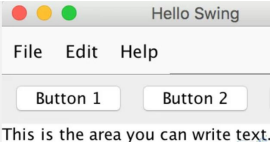 Hello Swing
File Edit Help
Button 1 Button 2
This is the area you can write text.